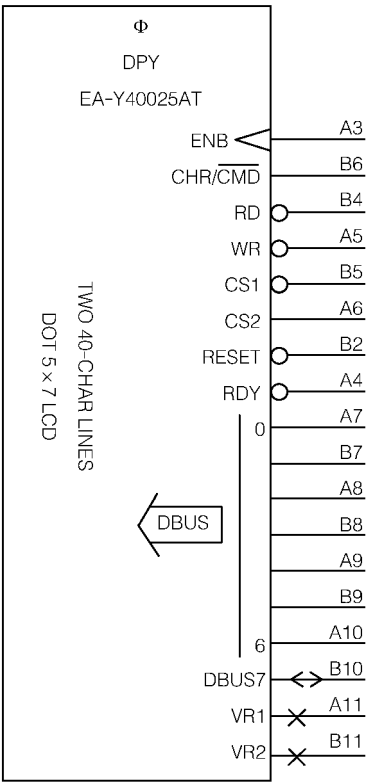 Φ
DPY
EA-Y40025AT
ENB A3
CHR/CMD B6
RD B4
WR A5
CS1 B5
CS2 A6
RESET B2
RDY A4
0 A7
B7
A8
DBUS B8
A9
B9
6 A10
DBUS7 B10
VR1 A11
VR2 B11
TWO 40-CHAR LINES
DOT 5 × 7 LCD